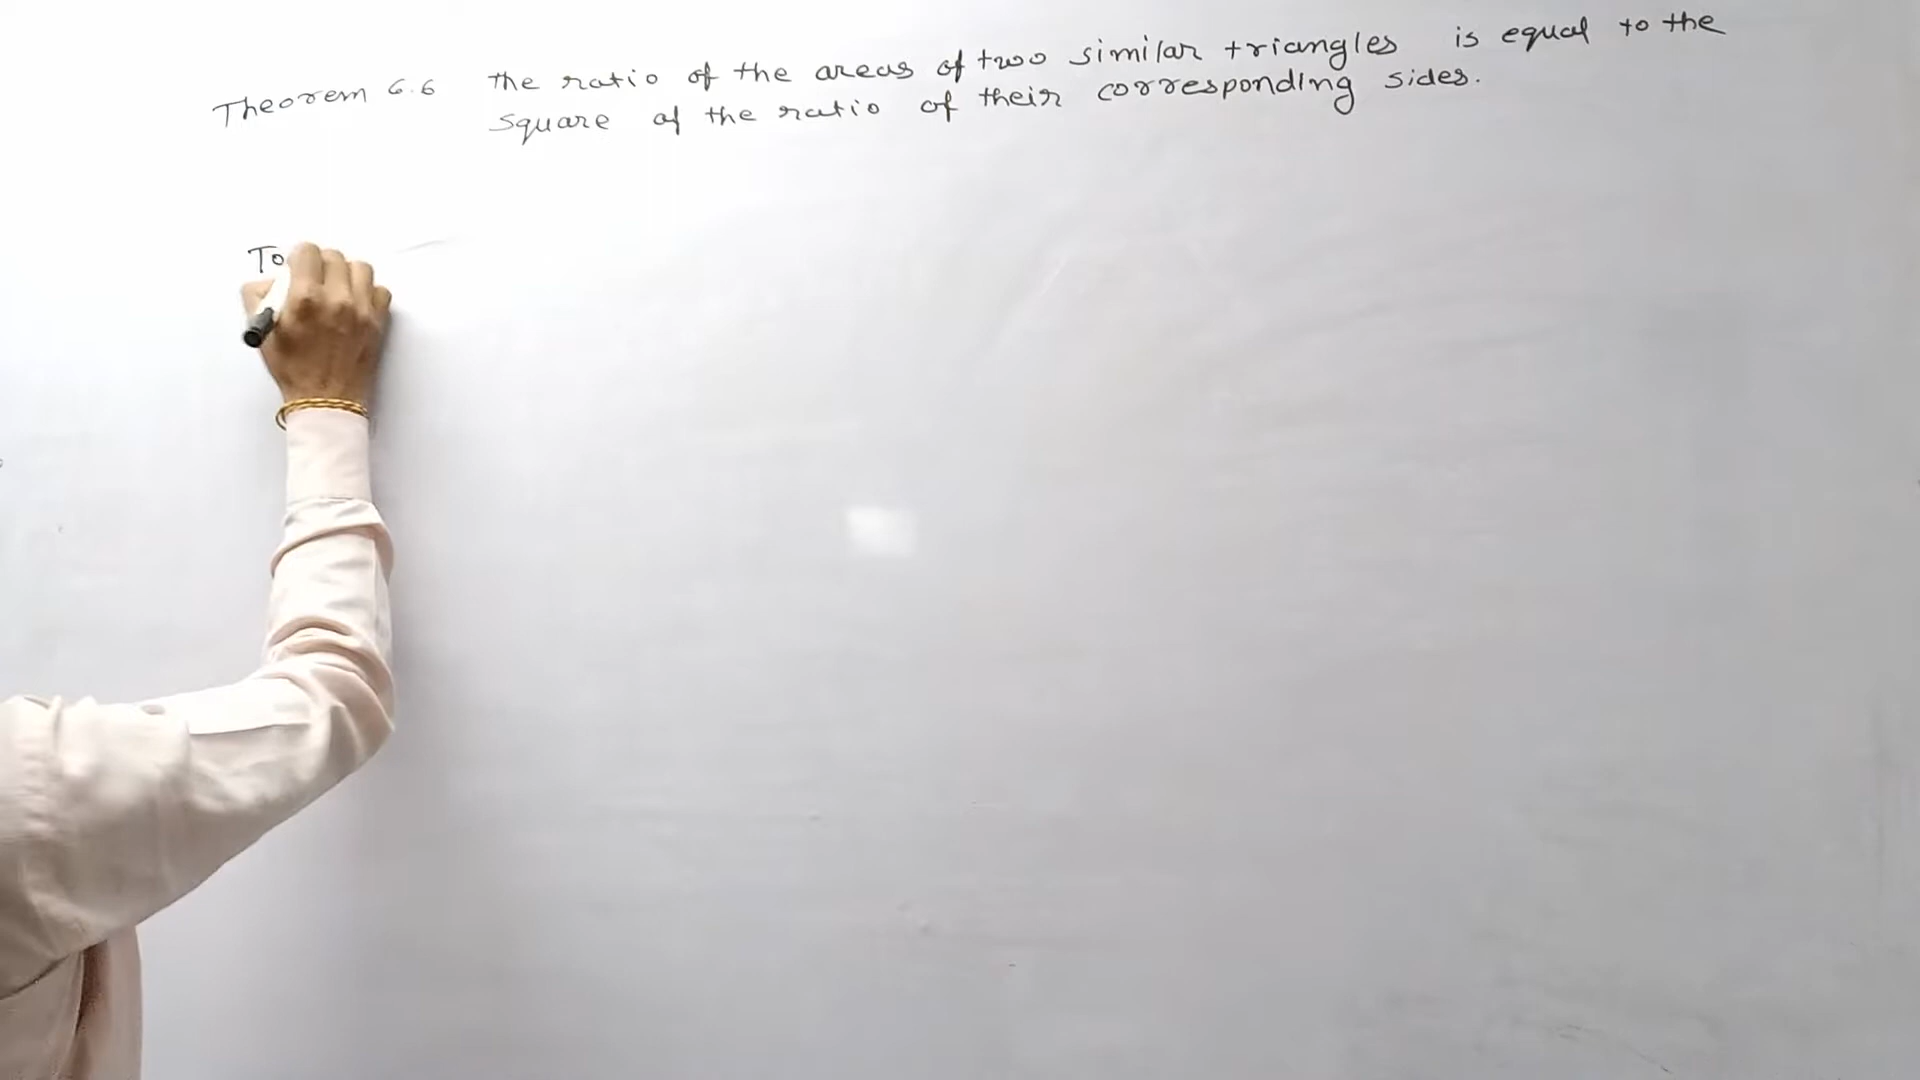 Theorem 6.6 The ratio of the areas of two similar triangles is equal to the
square of the ratio of their corresponding sides.
To